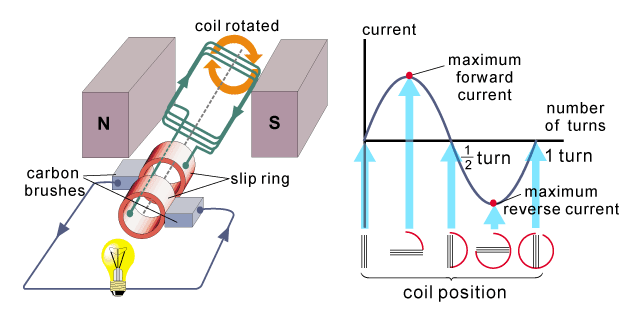 coil rotated
N
S
carbon
brushes
slip ring
current
maximum
forward
current
number
of turns
1/2 turn
1 turn
maximum
reverse current
coil position